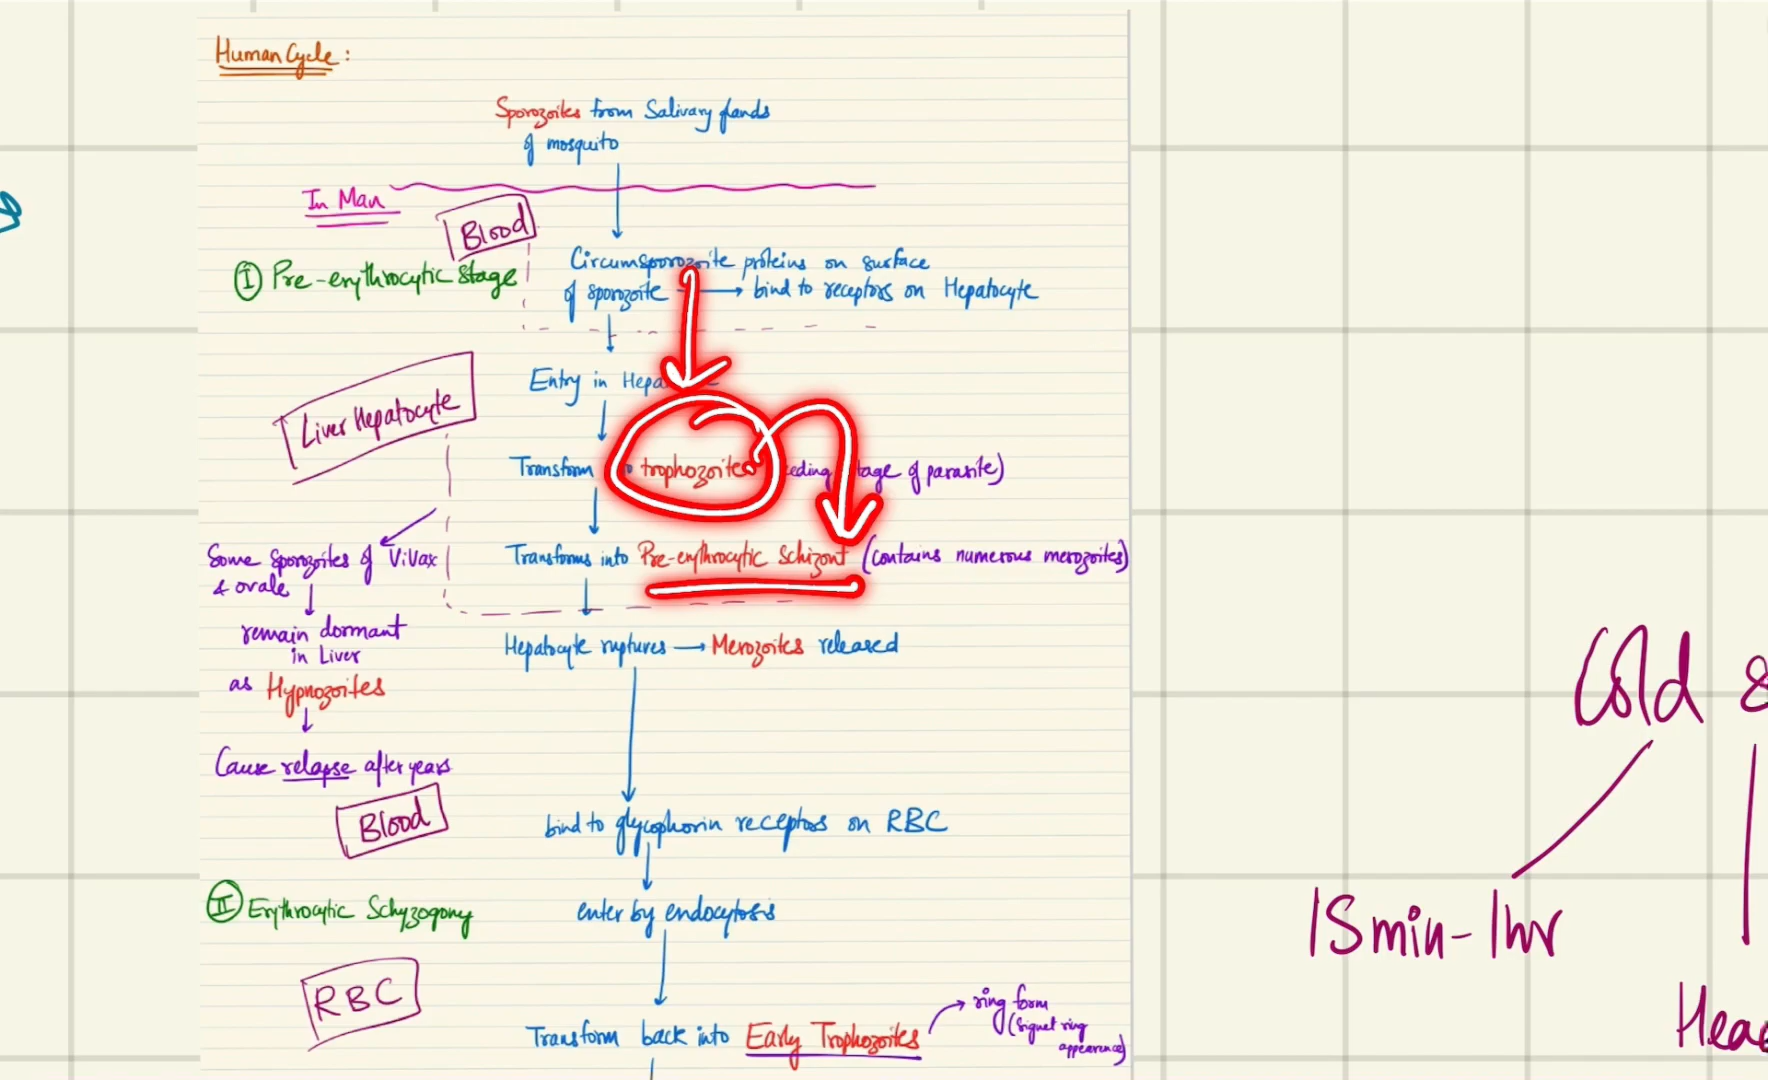 Human Cycle :
Sporozoites from Salivary glands
of mosquito
In Man
Blood
I Pre-erythrocytic Stage
Circumsporozoite proteins on surface
of sporozoite → bind to receptors on Hepatocyte
Entry in
Liver Hepatocyte
Transform trophozoites stage of parasite)
Transforms into Pre-erythrocytic Schizont (contains numerous merozoites)
Some sporozoites of ViVax
& ovale
remain dormant
in Liver
as Hypnozoites
Cause relapse after years
Hepatocyte ruptures → Merozoites released
Blood
bind to glycophorin receptors on RBC
II Erythrocytic Schyzogony
enter by endocytosis
RBC
Transform back into Early Trophozoites
ring form
(signet ring
appearance)
Cold &
15min-1hr